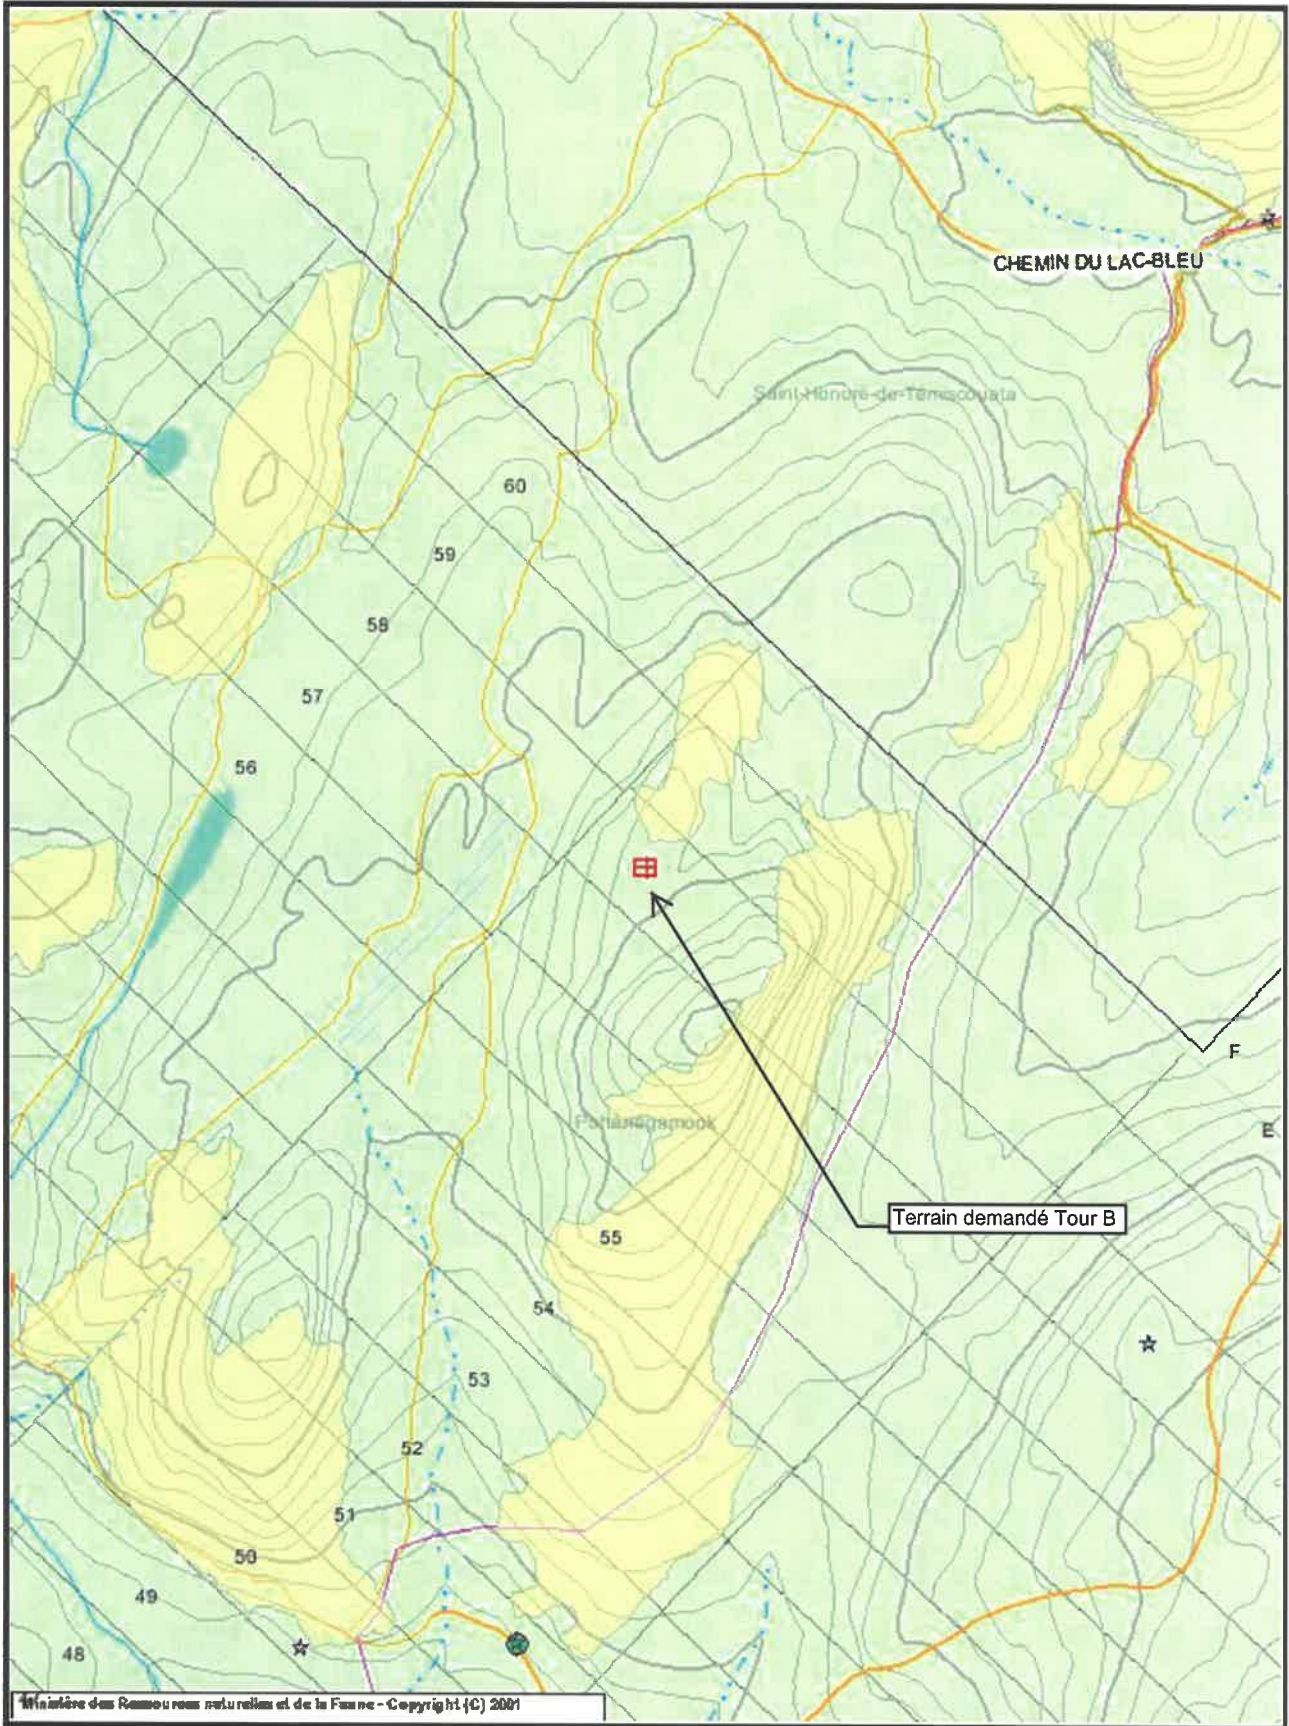 CHEMIN DU LAC-BLEU
Saint-Honoré-de-Témiscouata
60
59
58
57
56
F
E
Pohénégamook
Terrain demandé Tour B
55
54
53
52
51
50
49
48
Ministère des Ressources naturelles et de la Faune - Copyright (C) 2001